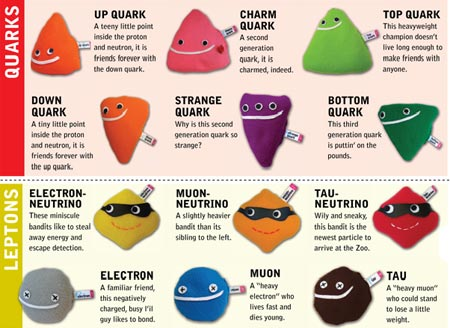 QUARKS
UP QUARK
A teeny little point
inside the proton
and neutron, it is
friends forever with
the down quark.
CHARM
QUARK
A second
generation quark,
it is charmed,
indeed.
TOP QUARK
This heavyweight
champion doesn't
live long enough to
make friends with
anyone.
DOWN
QUARK
A tiny little point
inside the proton
and neutron, it is
friends forever with
the up quark.
STRANGE
QUARK
Why is this second
generation quark so
strange?
BOTTOM
QUARK
This third
generation quark
is puttin' on the
pounds.
LEPTONS
ELECTRON-
NEUTRINO
These miniscule
bandits like to steal
away energy and
escape detection.
MUON-
NEUTRINO
A slightly heavier
bandit than its
sibling to the left.
TAU-
NEUTRINO
Wily and sneaky,
this bandit is the
newest particle to
arrive at the Zoo.
ELECTRON
A familiar friend,
this negatively
charged, busy li'l
guy likes to bond.
MUON
A "heavy
electron" who
lives fast and
dies young.
TAU
A "heavy muon" who
could stand to
lose a little
weight.